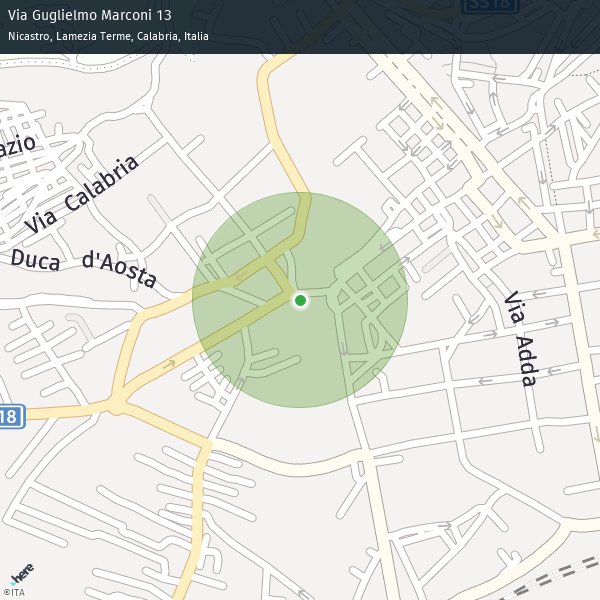 Via Guglielmo Marconi 13
Nicastro, Lamezia Terme, Calabria, Italia
SS18
azio
Via Calabria
Duca d'Aosta
Via Adda
18
here
©ITA